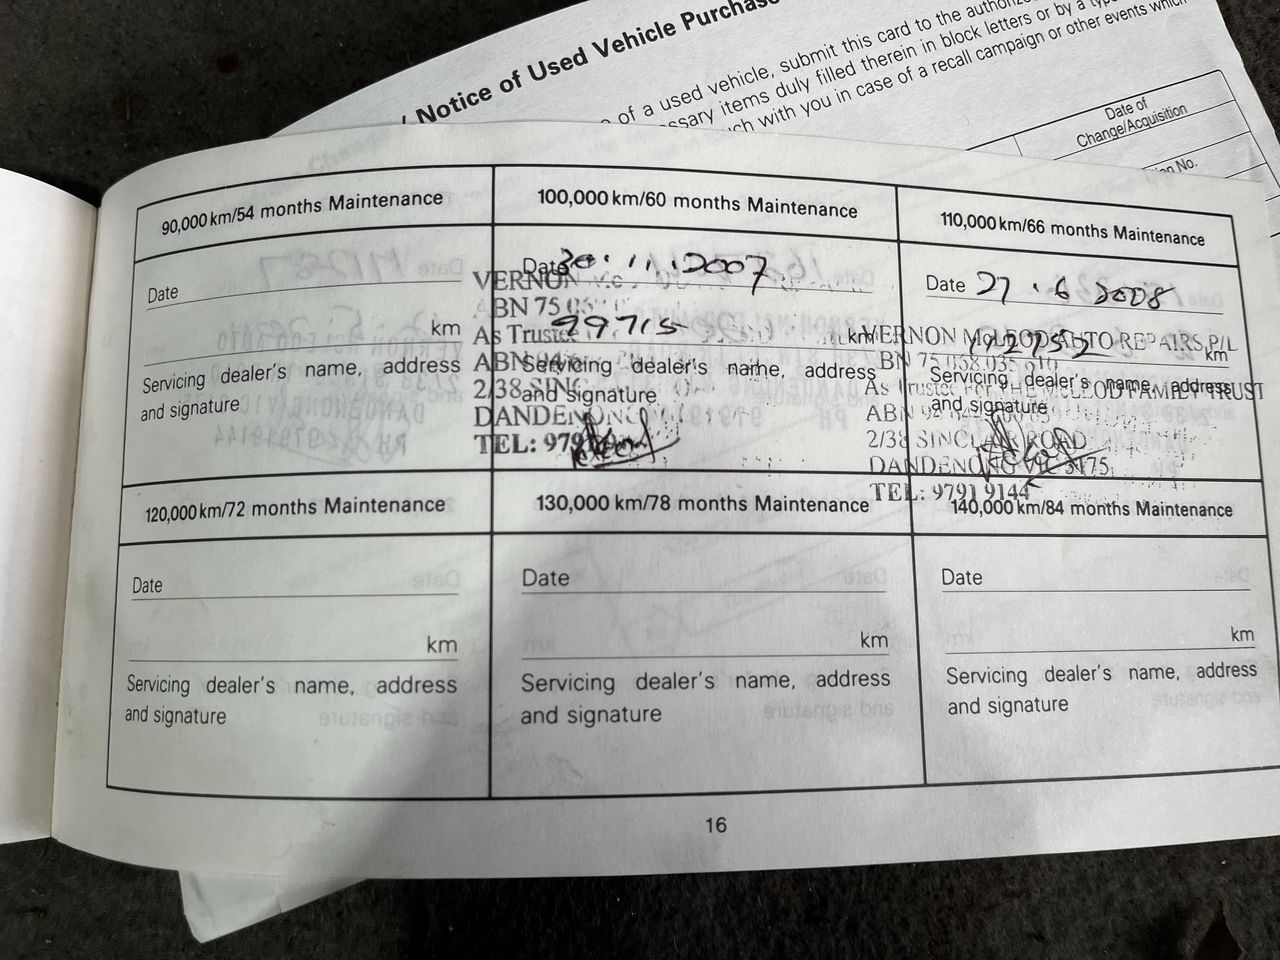 Notice of Used Vehicle Purchase
of a used vehicle, submit this card to the
items duly filled therein in block letters or by a
with you in case of a recall campaign or other events which
Date of
Change/Acquisition
No.
90,000 km/54 months Maintenance
Date
km
Servicing dealer's name, address
and signature
100,000 km/60 months Maintenance
Date 30.11.2007
99715 km
Servicing dealer's name, address
and signature
VERNON
ABN 75
As Trustee
ABN
2/38 SINC
DANDENONG
TEL: 979
110,000 km/66 months Maintenance
Date 27.6 2008
km
Servicing dealer's name, address
and signature
VERNON McLEOD AUTO REPAIRS P/L
As Trustee For THE McLEOD FAMILY TRUST
ABN
2/38 SINCLAIR ROAD
DANDENONG VIC 3175
TEL: 9791 9144
120,000 km/72 months Maintenance
Date
km
Servicing dealer's name, address
and signature
130,000 km/78 months Maintenance
Date
km
Servicing dealer's name, address
and signature
140,000 km/84 months Maintenance
Date
km
Servicing dealer's name, address
and signature
16